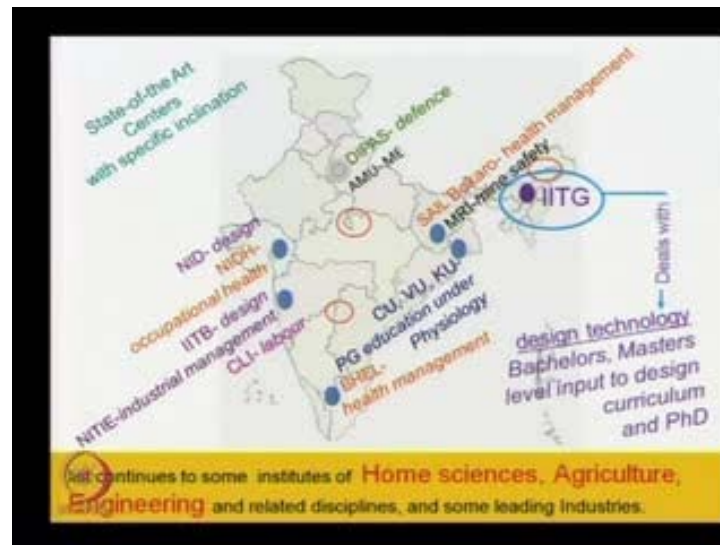 State-of-the Art
Centers
with specific inclination
DIPAS- defence
AMU- ME
SAIL Bokaro- health management
MRI-mine safety
IITG
Deals with
design technology
Bachelors, Masters
level input to design
curriculum
and PhD
NID- design
NIOH-
occupational health
IITB- design
NITIE-industrial management
CLI- labour
CU, VU, KU-
PG education under
Physiology
BHEL-
health management
list continues to some institutes of Home sciences, Agriculture,
Engineering and related disciplines, and some leading Industries.